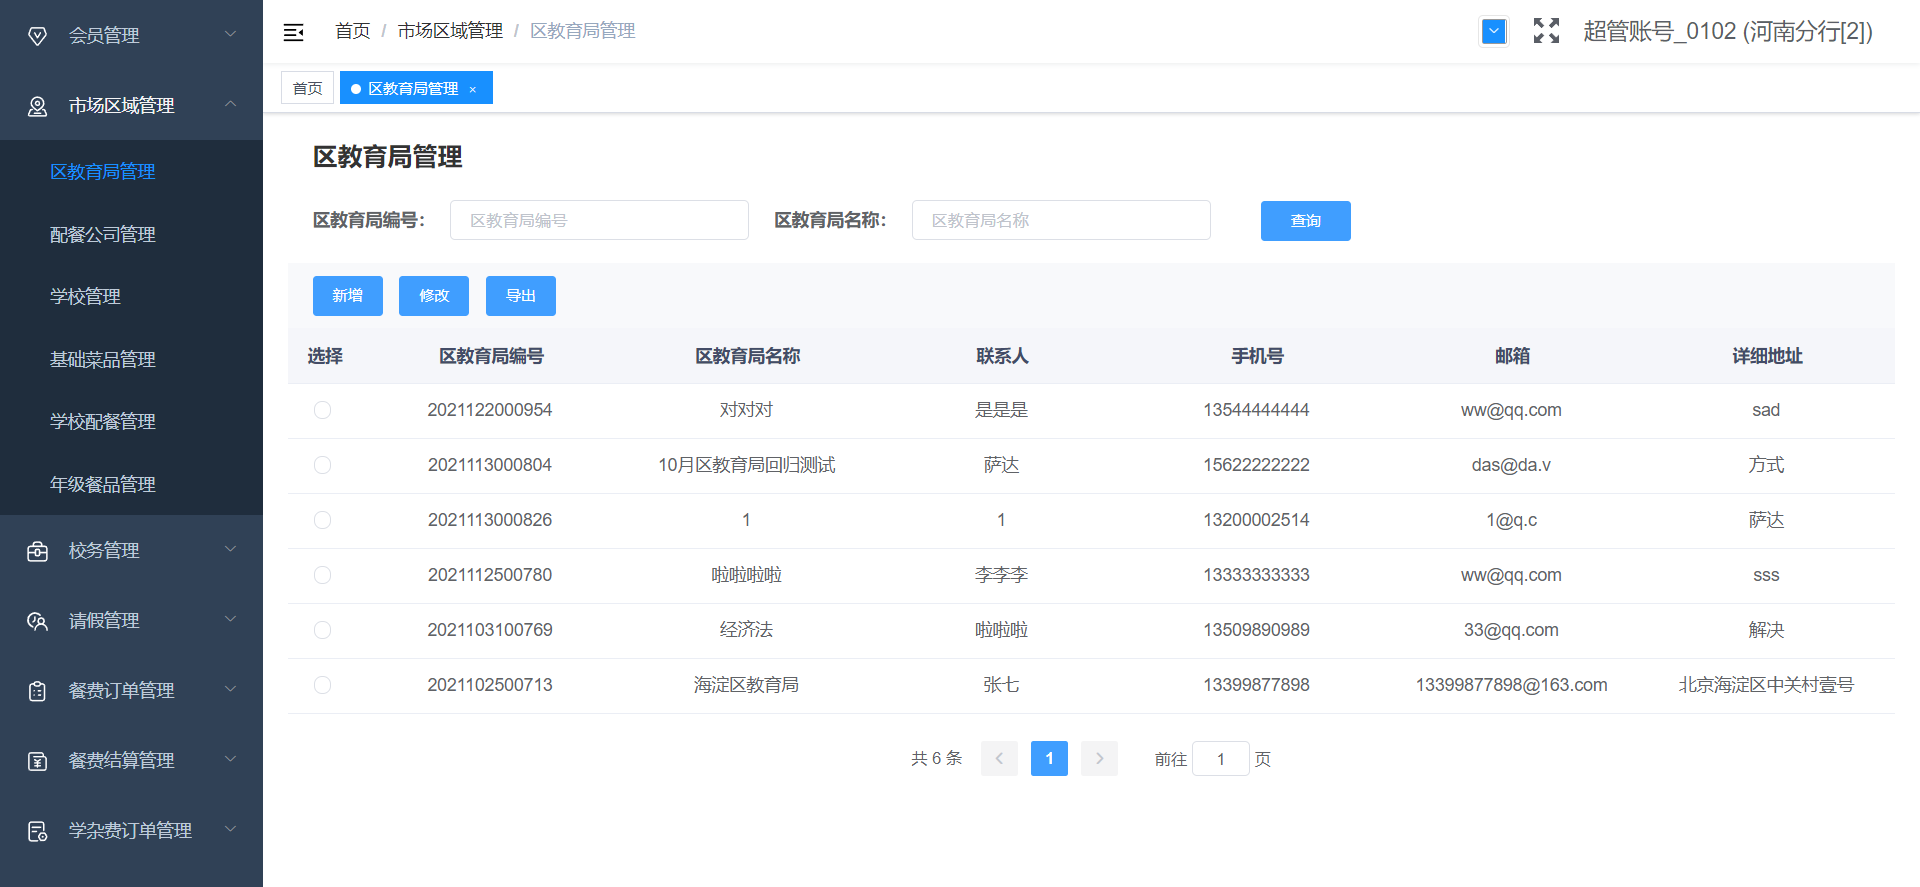 会员管理
市场区域管理
区教育局管理
配餐公司管理
学校管理
基础菜品管理
学校配餐管理
年级餐品管理
校务管理
请假管理
餐费订单管理
餐费结算管理
学杂费订单管理
首页 / 市场区域管理 / 区教育局管理
超管账号_0102 (河南分行[2])
首页
区教育局管理 ×
区教育局管理
区教育局编号: 区教育局编号 区教育局名称: 区教育局名称 查询
新增 修改 导出
选择 区教育局编号 区教育局名称 联系人 手机号 邮箱 详细地址
2021122000954 对对对 是是是 13544444444 ww@qq.com sad
2021113000804 10月区教育局回归测试 萨达 15622222222 das@da.v 方式
2021113000826 1 1 13200002514 1@q.c 萨达
2021112500780 啦啦啦啦 李李李 13333333333 ww@qq.com sss
2021103100769 经济法 啦啦啦 13509890989 33@qq.com 解决
2021102500713 海淀区教育局 张七 13399877898 13399877898@163.com 北京海淀区中关村壹号
共 6 条 1 前往 1 页